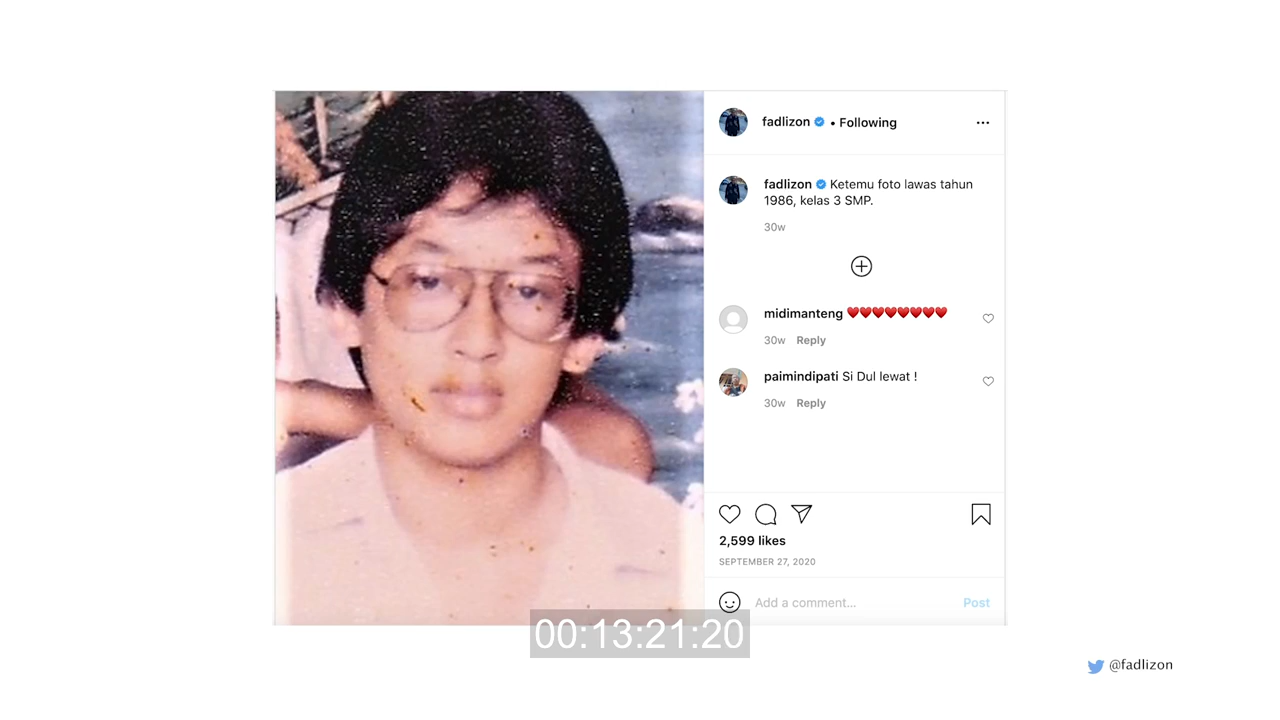 fadlizon • Following
fadlizon Ketemu foto lawas tahun
1986, kelas 3 SMP.
30w
midimanteng ❤️❤️❤️❤️❤️❤️❤️❤️
30w Reply
paimindipati Si Dul lewat !
30w Reply
2,599 likes
SEPTEMBER 27, 2020
Add a comment... Post
00:13:21:20
@fadlizon